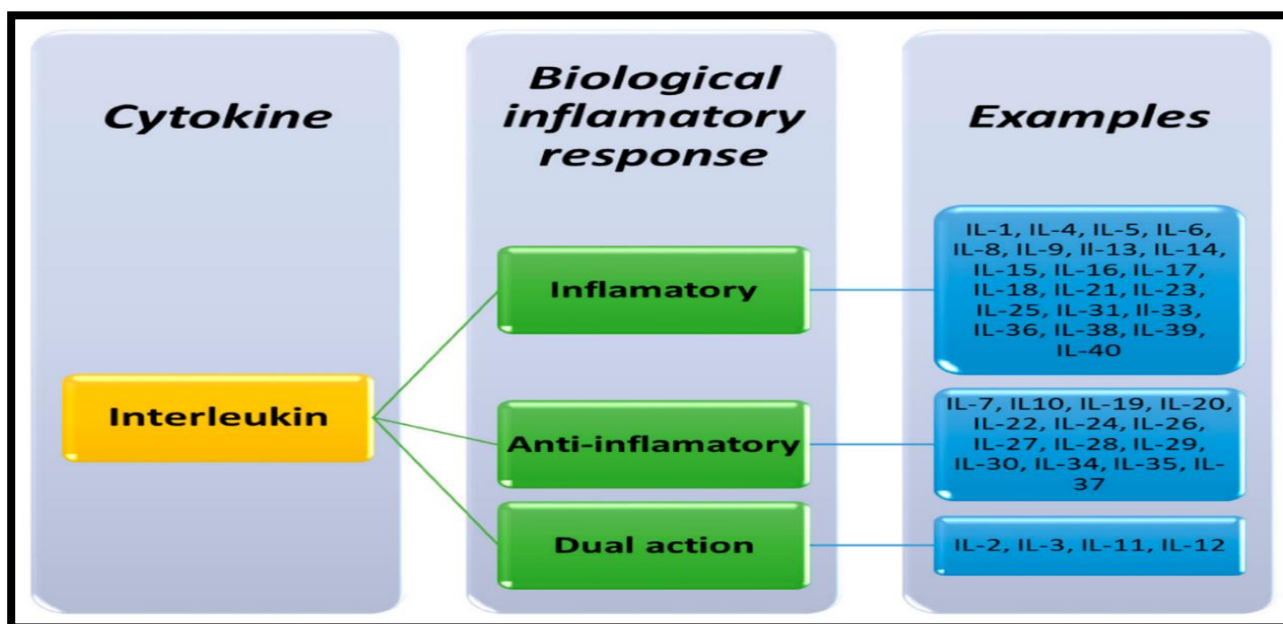 Cytokine
Biological
inflamatory
response
Examples
Interleukin
Inflamatory
IL-1, IL-4, IL-5, IL-6,
IL-8, IL-9, Il-13, IL-14,
IL-15, IL-16, IL-17,
IL-18, IL-21, IL-23,
IL-25, IL-31, Il-33,
IL-36, IL-38, IL-39,
IL-40
Anti-inflamatory
IL-7, IL10, IL-19, IL-20,
IL-22, IL-24, IL-26,
IL-27, IL-28, IL-29,
IL-30, IL-34, IL-35, IL-
37
Dual action
IL-2, IL-3, IL-11, IL-12